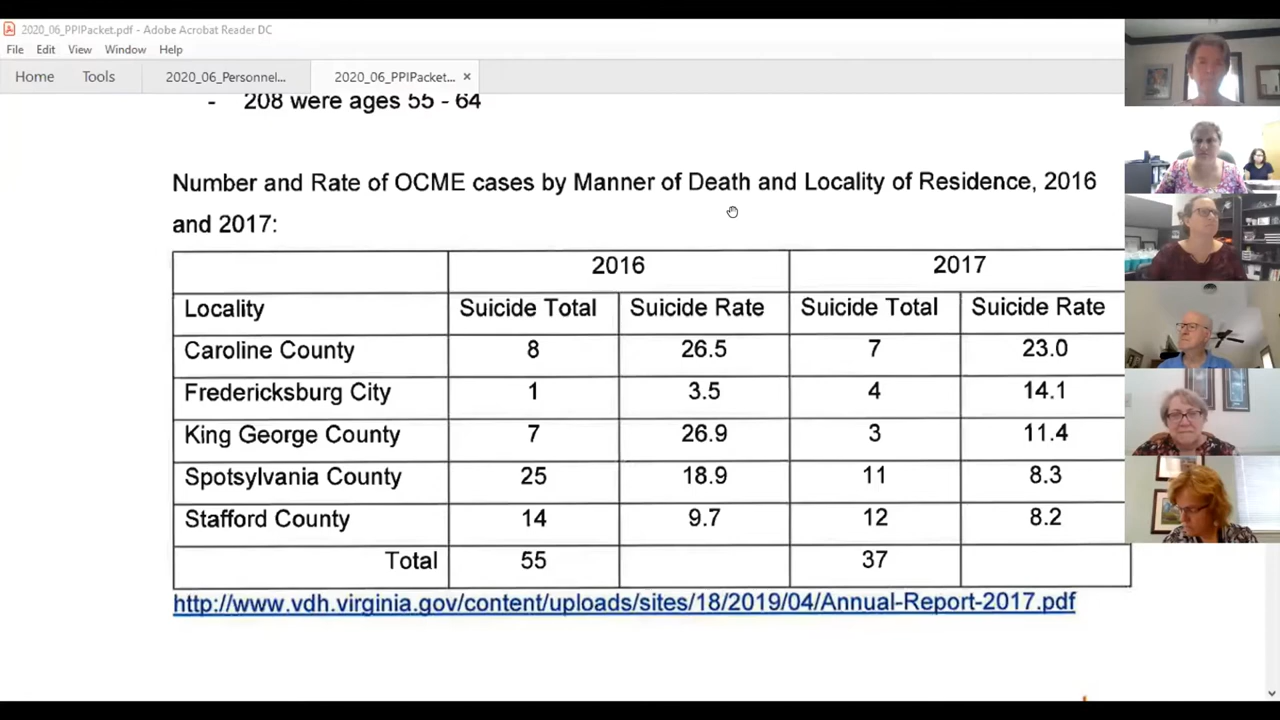 2020_06_PPIPacket.pdf - Adobe Acrobat Reader DC
File Edit View Window Help
Home Tools 2020_06_Personnel... 2020_06_PPIPacket... ×
- 208 were ages 55 - 64
Number and Rate of OCME cases by Manner of Death and Locality of Residence, 2016
and 2017:
2016 2017
Locality Suicide Total Suicide Rate Suicide Total Suicide Rate
Caroline County 8 26.5 7 23.0
Fredericksburg City 1 3.5 4 14.1
King George County 7 26.9 3 11.4
Spotsylvania County 25 18.9 11 8.3
Stafford County 14 9.7 12 8.2
Total 55 37
http://www.vdh.virginia.gov/content/uploads/sites/18/2019/04/Annual-Report-2017.pdf